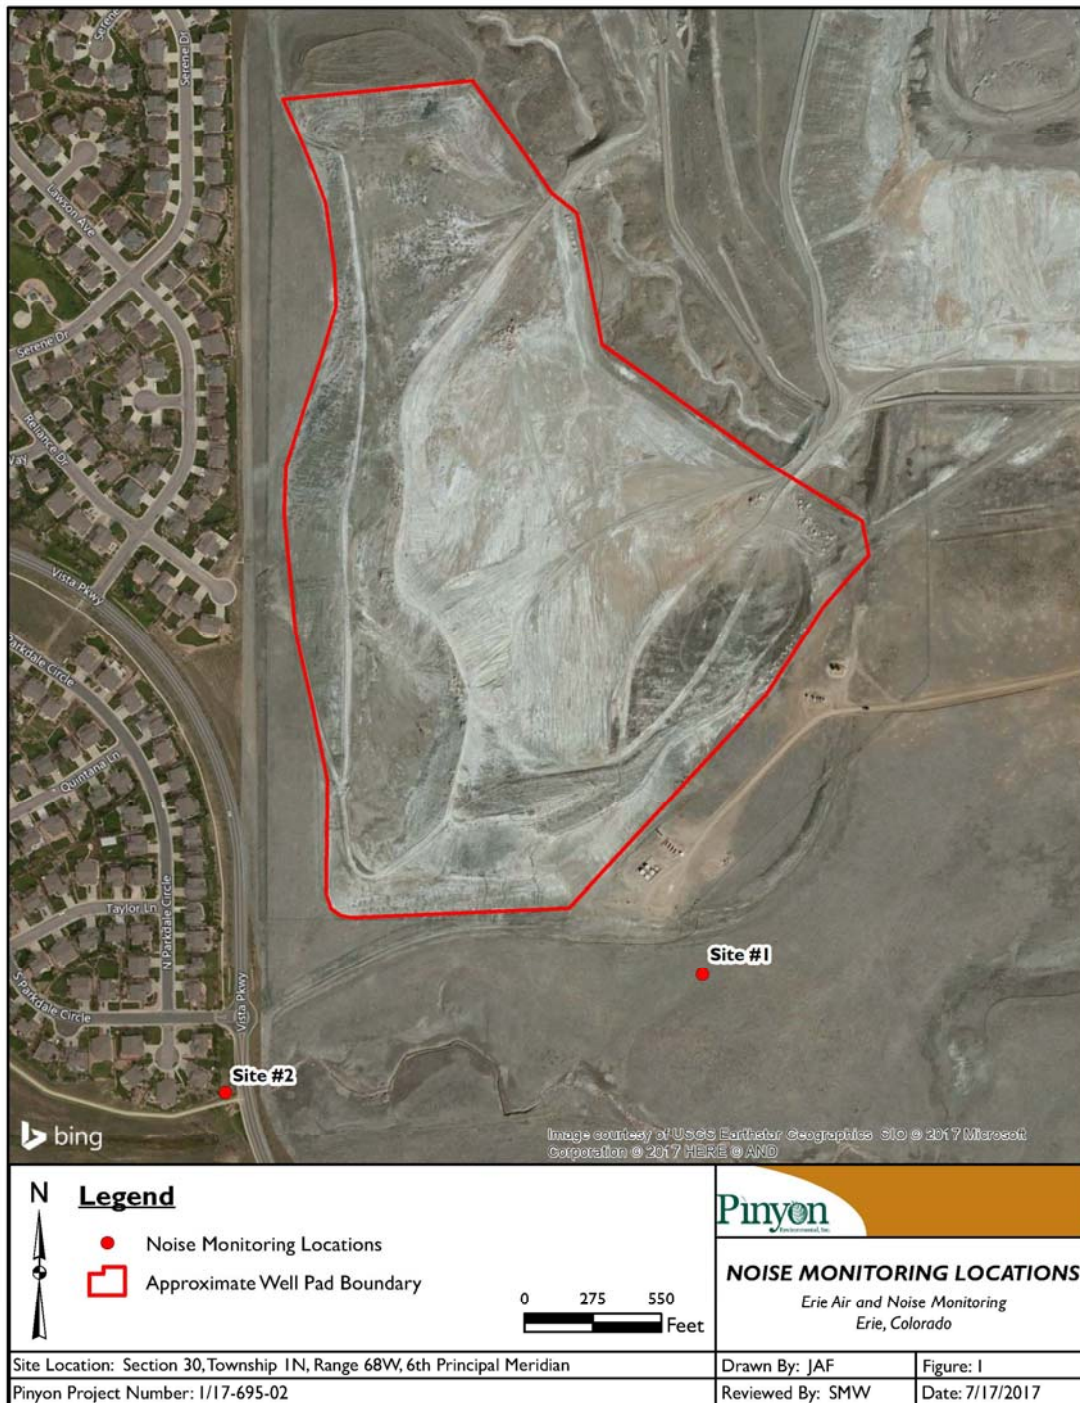 Serene
Serene Dr
Lawson Ave
Serene Dr
Reliance Dr
Way
Vista Pkwy
Parkdale Circle
Quintana Ln
Taylor Ln
N Parkdale Circle
S Parkdale Circle
Vista Pkwy
Site #1
Site #2
bing
Image courtesy of USGS Earthstar Geographics SIO © 2017 Microsoft
Corporation © 2017 HERE © AND
N
Legend
Noise Monitoring Locations
Approximate Well Pad Boundary
0 275 550
Feet
Pinyon
Environmental, Inc.
NOISE MONITORING LOCATIONS
Erie Air and Noise Monitoring
Erie, Colorado
Site Location: Section 30, Township 1N, Range 68W, 6th Principal Meridian
Pinyon Project Number: 1/17-695-02
Drawn By: JAF
Figure: 1
Reviewed By: SMW
Date: 7/17/2017